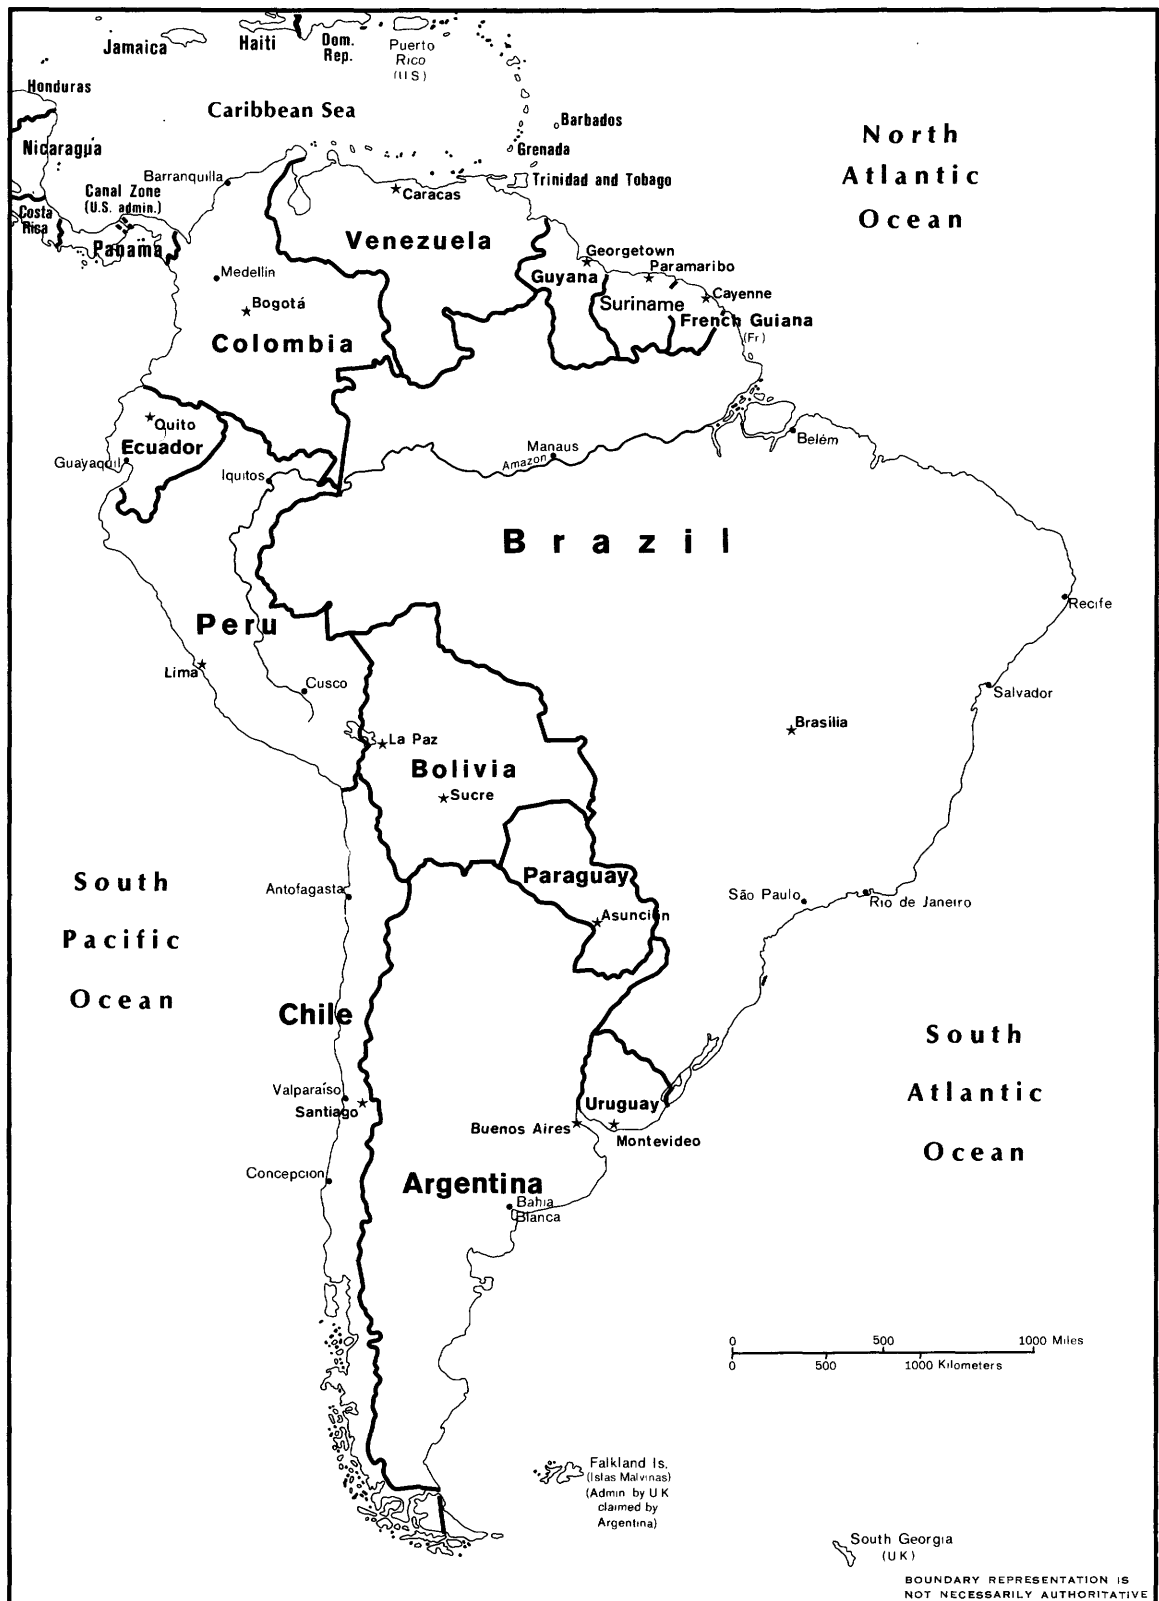 Jamaica
Haiti
Dom.
Rep.
Puerto
Rico
(US)
Honduras
Caribbean Sea
Barbados
North
Atlantic
Ocean
Nicaragua
Grenada
Barranquilla
Trinidad and Tobago
Canal Zone
(U.S. admin.)
Caracas
Costa
Rica
Panama
Venezuela
Georgetown
Paramaribo
Medellin
Guyana
Cayenne
Bogotá
Suriname
French Guiana
(Fr)
Colombia
Quito
Ecuador
Belém
Manaus
Amazon
Guayaquil
Iquitos
Brazil
Recife
Peru
Lima
Cusco
Salvador
Brasilia
La Paz
Bolivia
Sucre
South
Pacific
Ocean
Paraguay
Antofagasta
São Paulo
Rio de Janeiro
Asunción
Chile
South
Atlantic
Ocean
Valparaíso
Santiago
Uruguay
Buenos Aires
Montevideo
Concepcion
Argentina
Bahia
Blanca
0 500 1000 Miles
0 500 1000 Kilometers
Falkland Is.
(Islas Malvinas)
(Admin by U K
claimed by
Argentina)
South Georgia
(UK)
BOUNDARY REPRESENTATION IS
NOT NECESSARILY AUTHORITATIVE